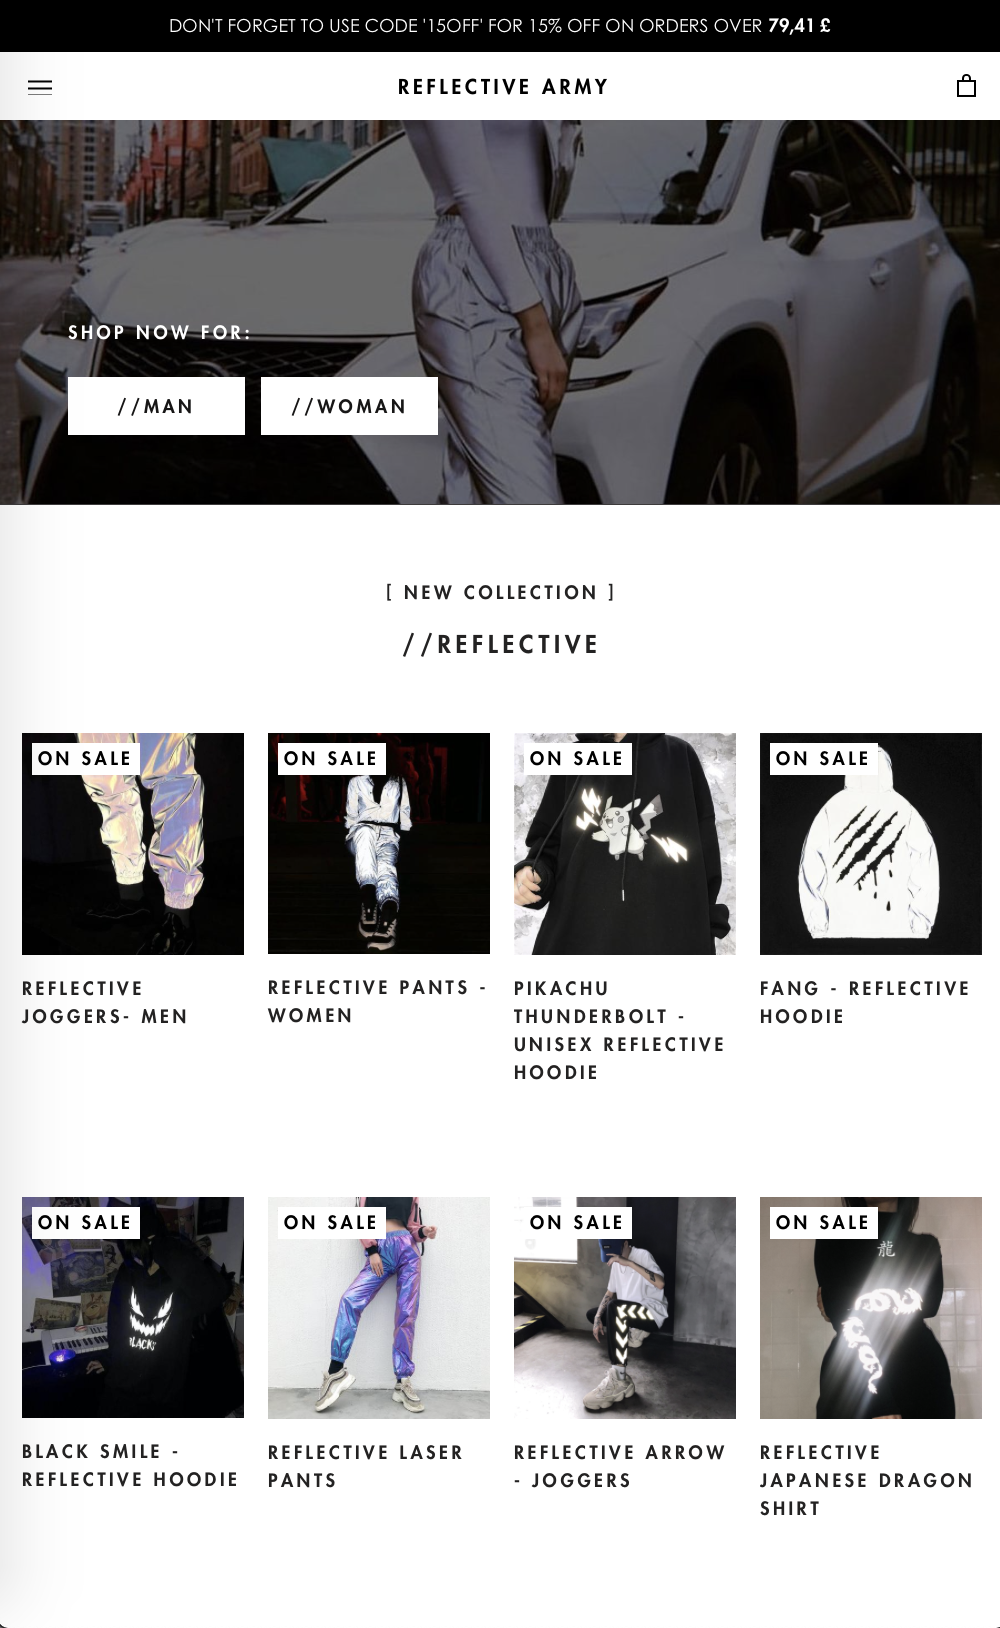 DON'T FORGET TO USE CODE '15OFF' FOR 15% OFF ON ORDERS OVER 79,41 £
REFLECTIVE ARMY
SHOP NOW FOR:
//MAN //WOMAN
[ NEW COLLECTION ]
//REFLECTIVE
ON SALE
REFLECTIVE
JOGGERS- MEN
ON SALE
REFLECTIVE PANTS -
WOMEN
ON SALE
PIKACHU
THUNDERBOLT -
UNISEX REFLECTIVE
HOODIE
ON SALE
FANG - REFLECTIVE
HOODIE
ON SALE
BLACK SMILE -
REFLECTIVE HOODIE
ON SALE
REFLECTIVE LASER
PANTS
ON SALE
REFLECTIVE ARROW
- JOGGERS
ON SALE
龍
REFLECTIVE
JAPANESE DRAGON
SHIRT